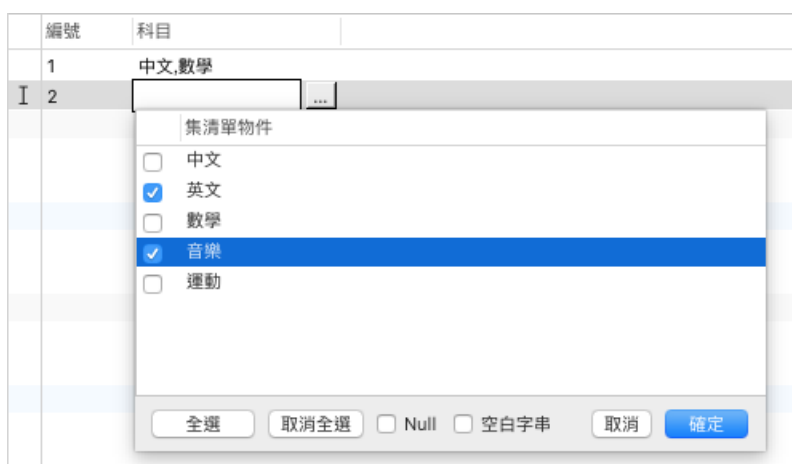 編號 科目
1 中文,數學
2 ...
集清單物件
中文
英文
數學
音樂
運動
全選 取消全選 Null 空白字串 取消 確定